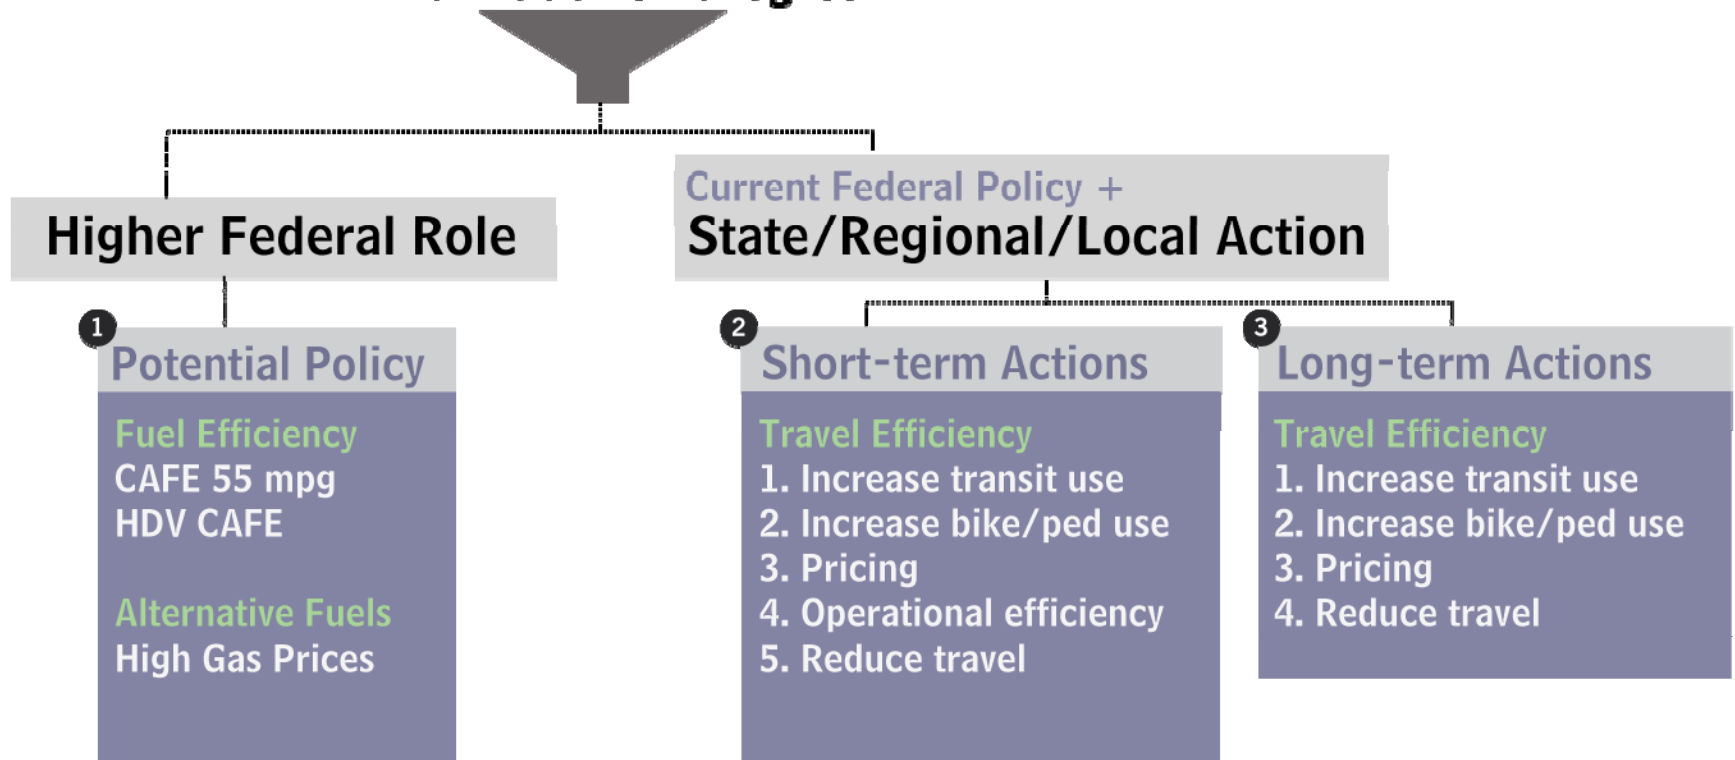 Higher Federal Role
Current Federal Policy +
State/Regional/Local Action
1
Potential Policy
Fuel Efficiency
CAFE 55 mpg
HDV CAFE
Alternative Fuels
High Gas Prices
2
Short-term Actions
Travel Efficiency
1. Increase transit use
2. Increase bike/ped use
3. Pricing
4. Operational efficiency
5. Reduce travel
3
Long-term Actions
Travel Efficiency
1. Increase transit use
2. Increase bike/ped use
3. Pricing
4. Reduce travel